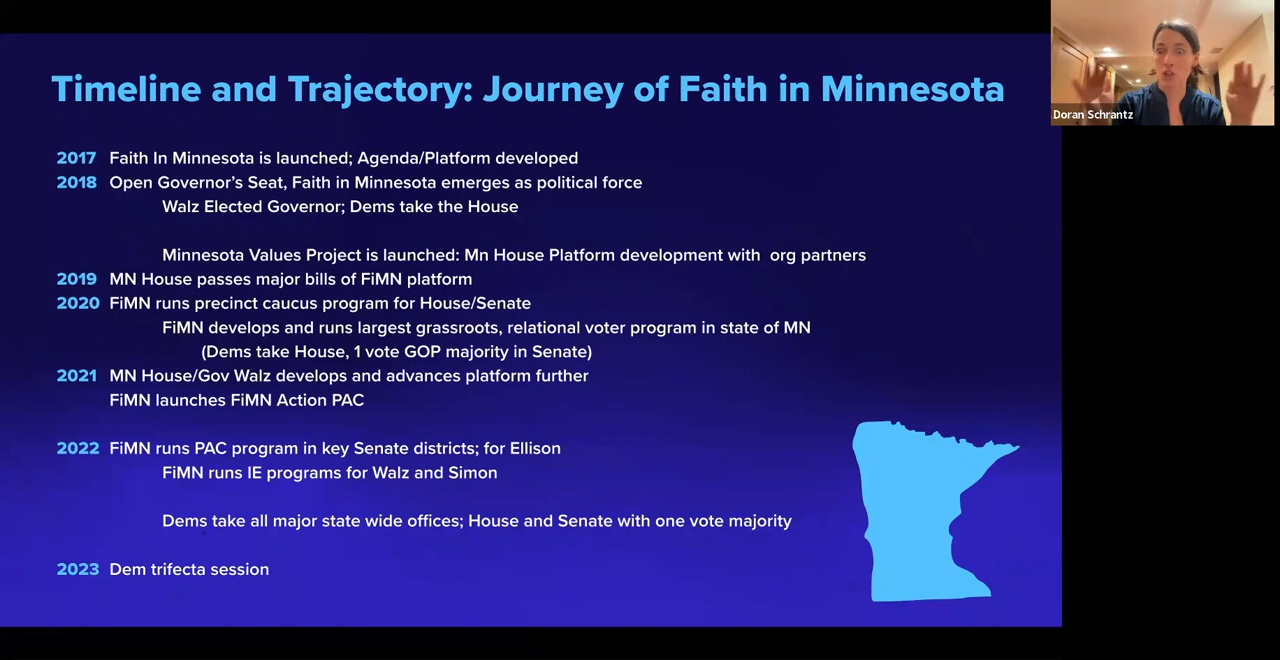 Timeline and Trajectory: Journey of Faith in Minnesota
Doran Schrantz
2017 Faith In Minnesota is launched; Agenda/Platform developed
2018 Open Governor's Seat, Faith in Minnesota emerges as political force
Walz Elected Governor; Dems take the House
Minnesota Values Project is launched: Mn House Platform development with org partners
2019 MN House passes major bills of FiMN platform
2020 FiMN runs precinct caucus program for House/Senate
FiMN develops and runs largest grassroots, relational voter program in state of MN
(Dems take House, 1 vote GOP majority in Senate)
2021 MN House/Gov Walz develops and advances platform further
FiMN launches FiMN Action PAC
2022 FiMN runs PAC program in key Senate districts; for Ellison
FiMN runs IE programs for Walz and Simon
Dems take all major state wide offices; House and Senate with one vote majority
2023 Dem trifecta session